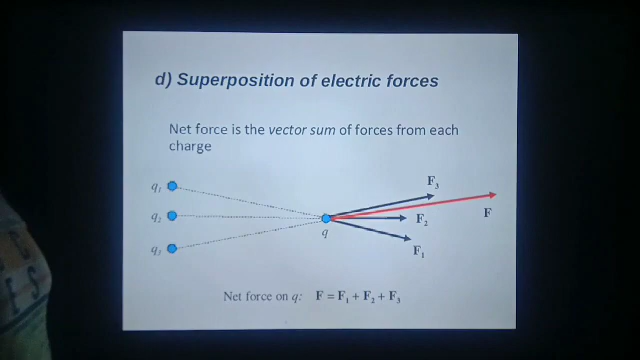 d) Superposition of electric forces
Net force is the vector sum of forces from each
charge
q₁
F₃
q₂
F₂
F
q
q₃
F₁
Net force on q: F = F₁ + F₂ + F₃